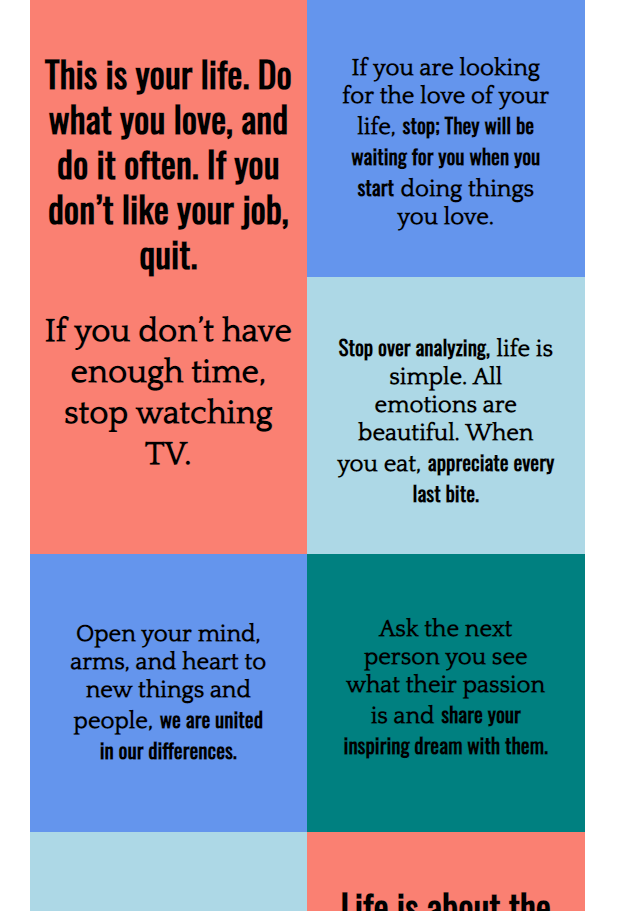 This is your life. Do
what you love, and
do it often. If you
don’t like your job,
quit.
If you don’t have
enough time,
stop watching
TV.
If you are looking
for the love of your
life, stop; They will be
waiting for you when you
start doing things
you love.
Stop over analyzing, life is
simple. All
emotions are
beautiful. When
you eat, appreciate every
last bite.
Open your mind,
arms, and heart to
new things and
people, we are united
in our differences.
Ask the next
person you see
what their passion
is and share your
inspiring dream with them.
Life is about the